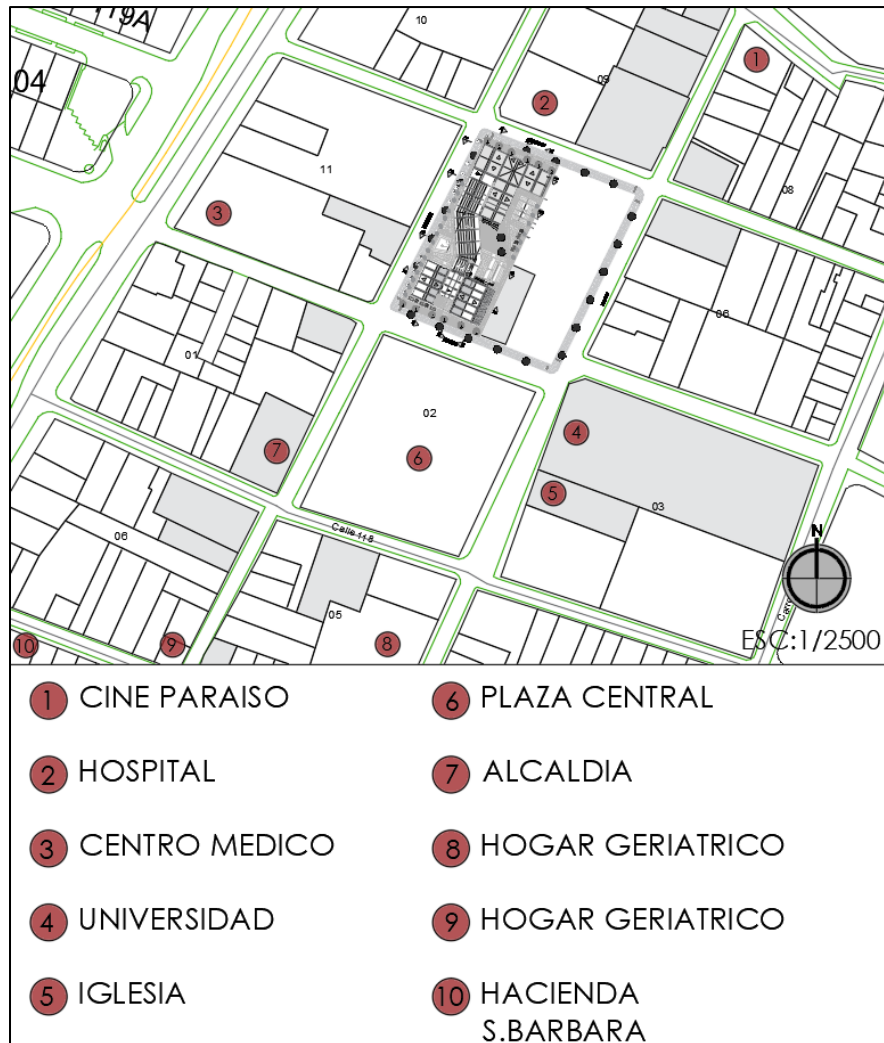 119A
10
04
1
09
2
11
08
3
06
01
02
4
7
6
5
03
Calle 118
06
N
05
10
9
8
ESC:1/2500
1 CINE PARAISO
2 HOSPITAL
3 CENTRO MEDICO
4 UNIVERSIDAD
5 IGLESIA
6 PLAZA CENTRAL
7 ALCALDIA
8 HOGAR GERIATRICO
9 HOGAR GERIATRICO
10 HACIENDA
S.BARBARA